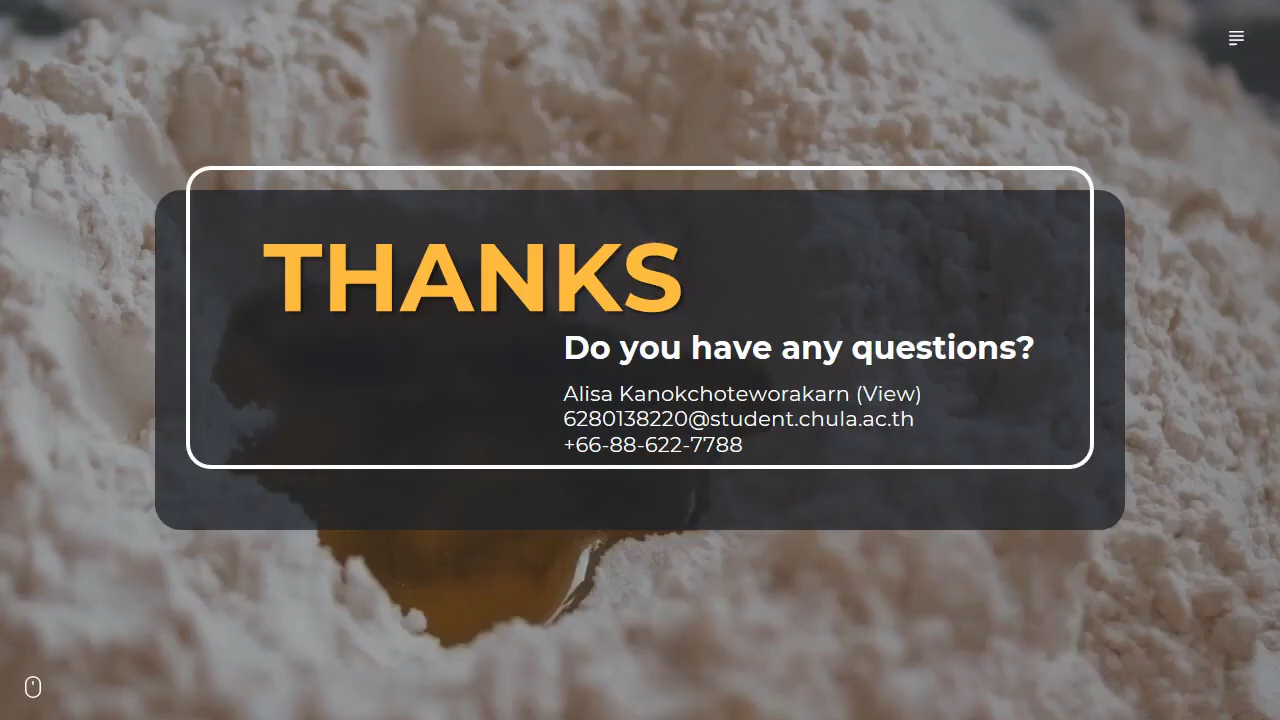 THANKS
Do you have any questions?
Alisa Kanokchoteworakarn (View)
6280138220@student.chula.ac.th
+66-88-622-7788